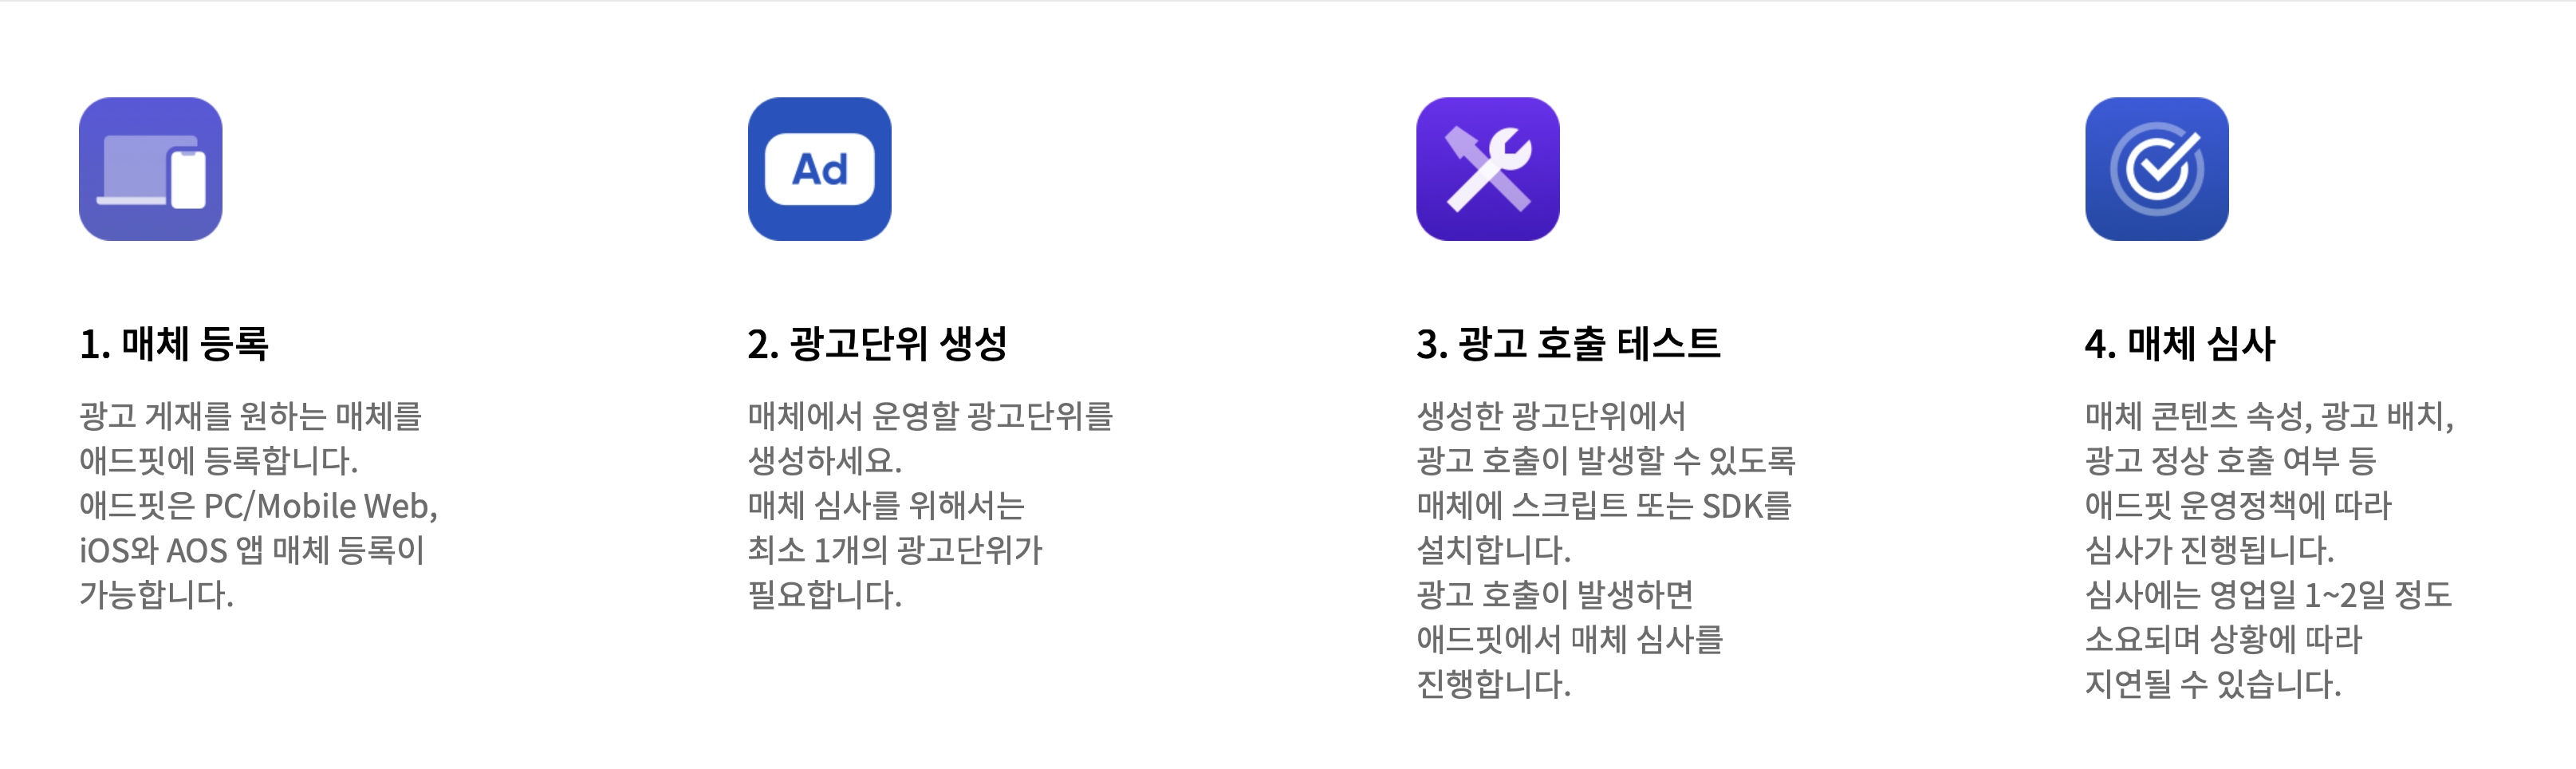 Ad
1. 매체 등록
광고 게재를 원하는 매체를
애드핏에 등록합니다.
애드핏은 PC/Mobile Web,
iOS와 AOS 앱 매체 등록이
가능합니다.
2. 광고단위 생성
매체에서 운영할 광고단위를
생성하세요.
매체 심사를 위해서는
최소 1개의 광고단위가
필요합니다.
3. 광고 호출 테스트
생성한 광고단위에서
광고 호출이 발생할 수 있도록
매체에 스크립트 또는 SDK를
설치합니다.
광고 호출이 발생하면
애드핏에서 매체 심사를
진행합니다.
4. 매체 심사
매체 콘텐츠 속성, 광고 배치,
광고 정상 호출 여부 등
애드핏 운영정책에 따라
심사가 진행됩니다.
심사에는 영업일 1~2일 정도
소요되며 상황에 따라
지연될 수 있습니다.